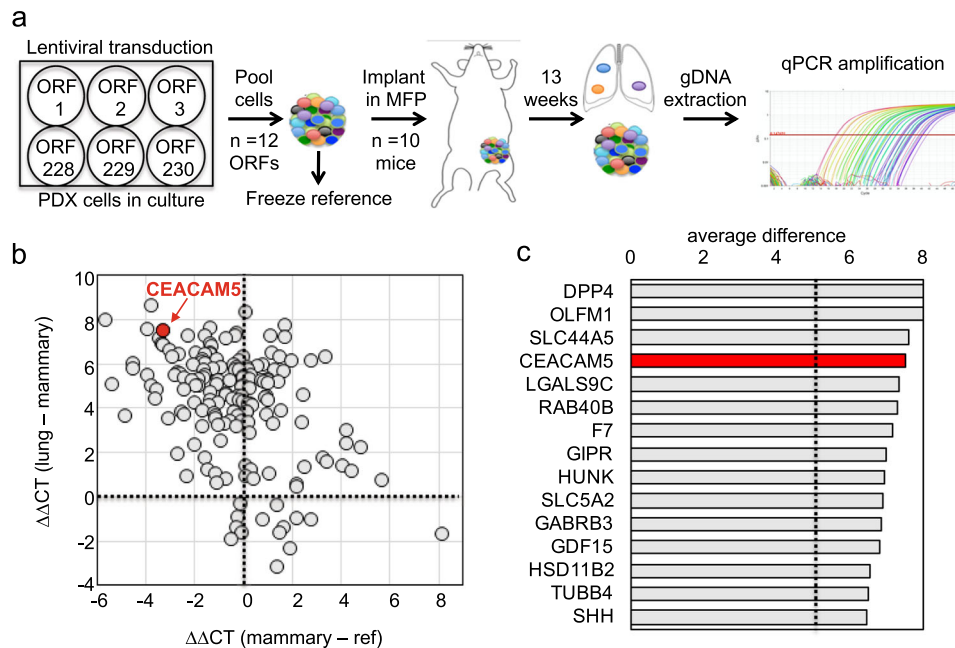 a
Lentiviral transduction
ORF 1
ORF 2
ORF 3
ORF 228
ORF 229
ORF 230
PDX cells in culture
Pool cells
n =12 ORFs
Freeze reference
Implant in MFP
n =10 mice
13 weeks
gDNA extraction
qPCR amplification
b
CEACAM5
10
8
6
4
2
0
-2
-4
-6 -4 -2 0 2 4 6 8
ΔΔCT (lung – mammary)
ΔΔCT (mammary – ref)
c
average difference
0 2 4 6 8
DPP4
OLFM1
SLC44A5
CEACAM5
LGALS9C
RAB40B
F7
GIPR
HUNK
SLC5A2
GABRB3
GDF15
HSD11B2
TUBB4
SHH